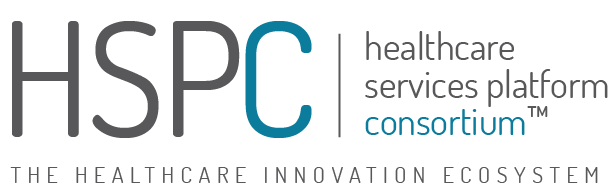 HSPC
healthcare
services platform
consortium™
THE HEALTHCARE INNOVATION ECOSYSTEM